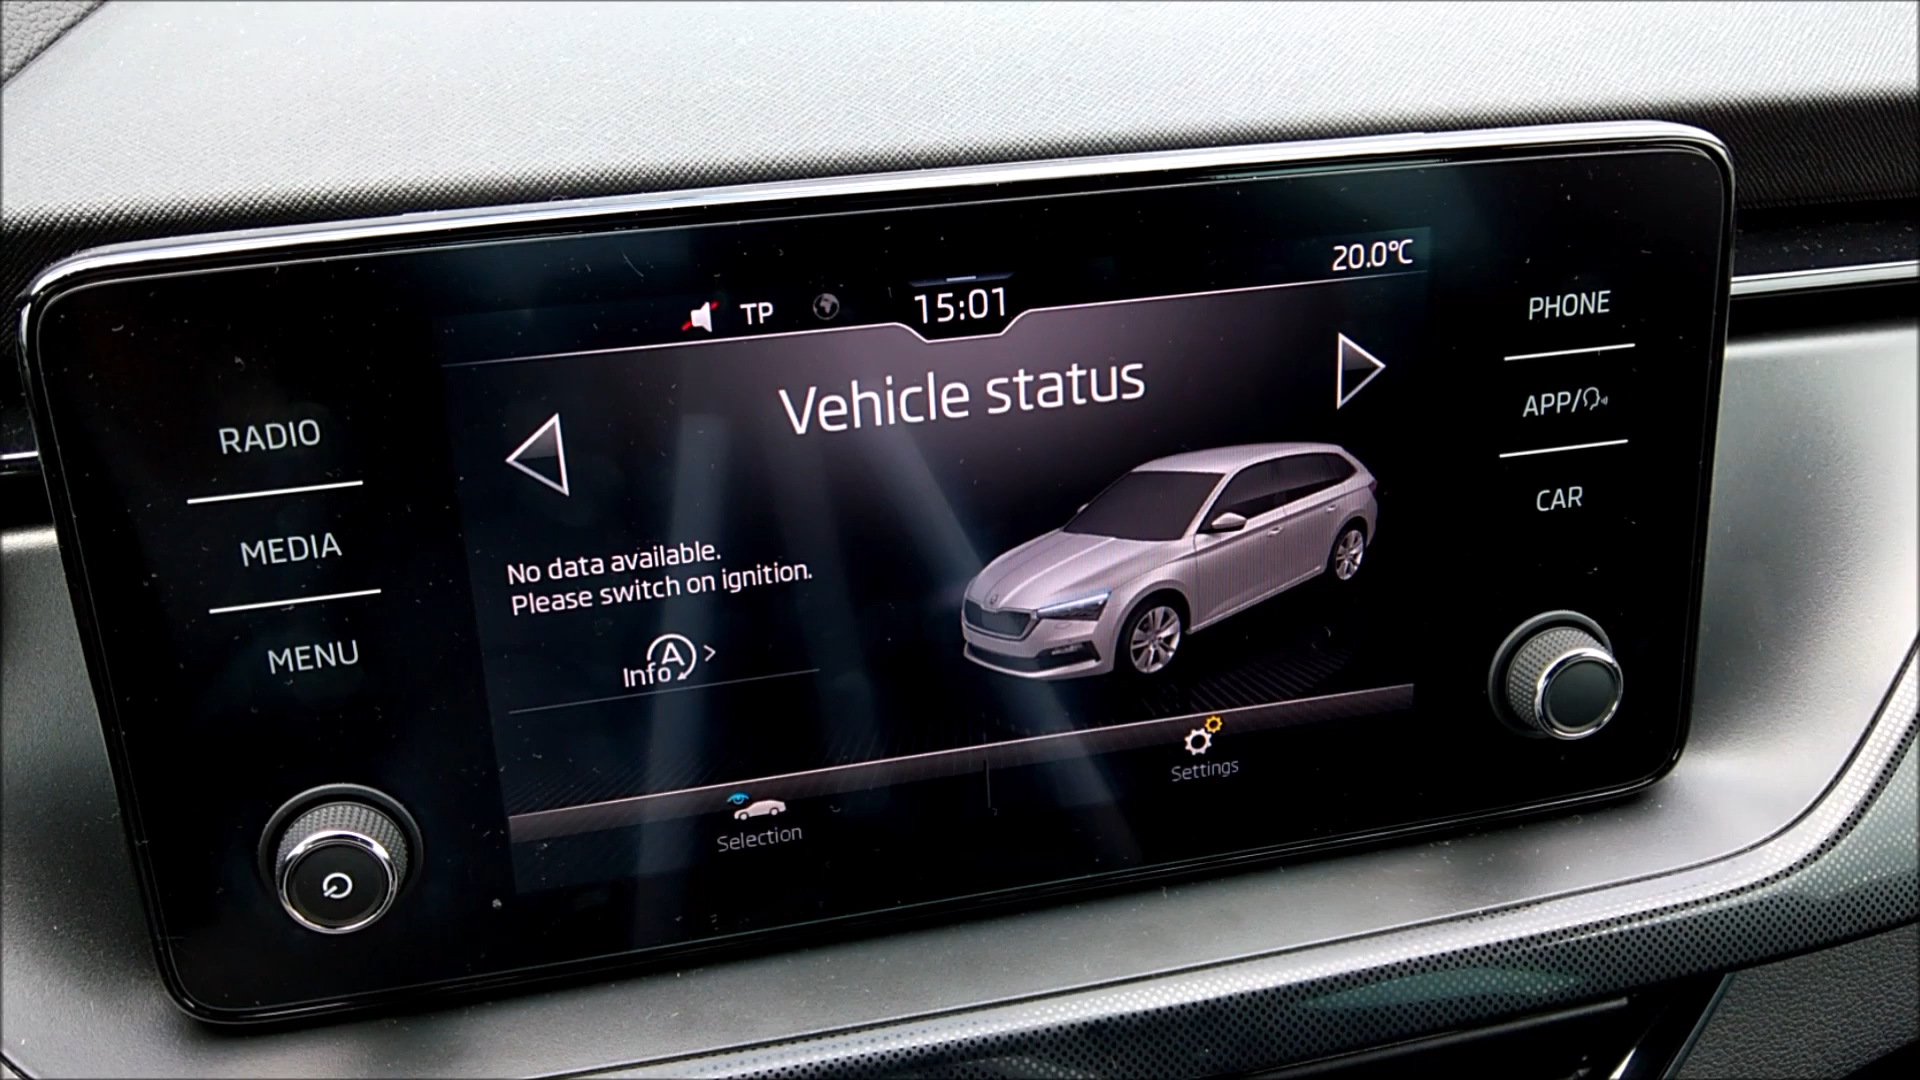 TP
15:01
20.0°C
Vehicle status
No data available.
Please switch on ignition.
Info A
Selection
Settings
RADIO
MEDIA
MENU
PHONE
APP/
CAR